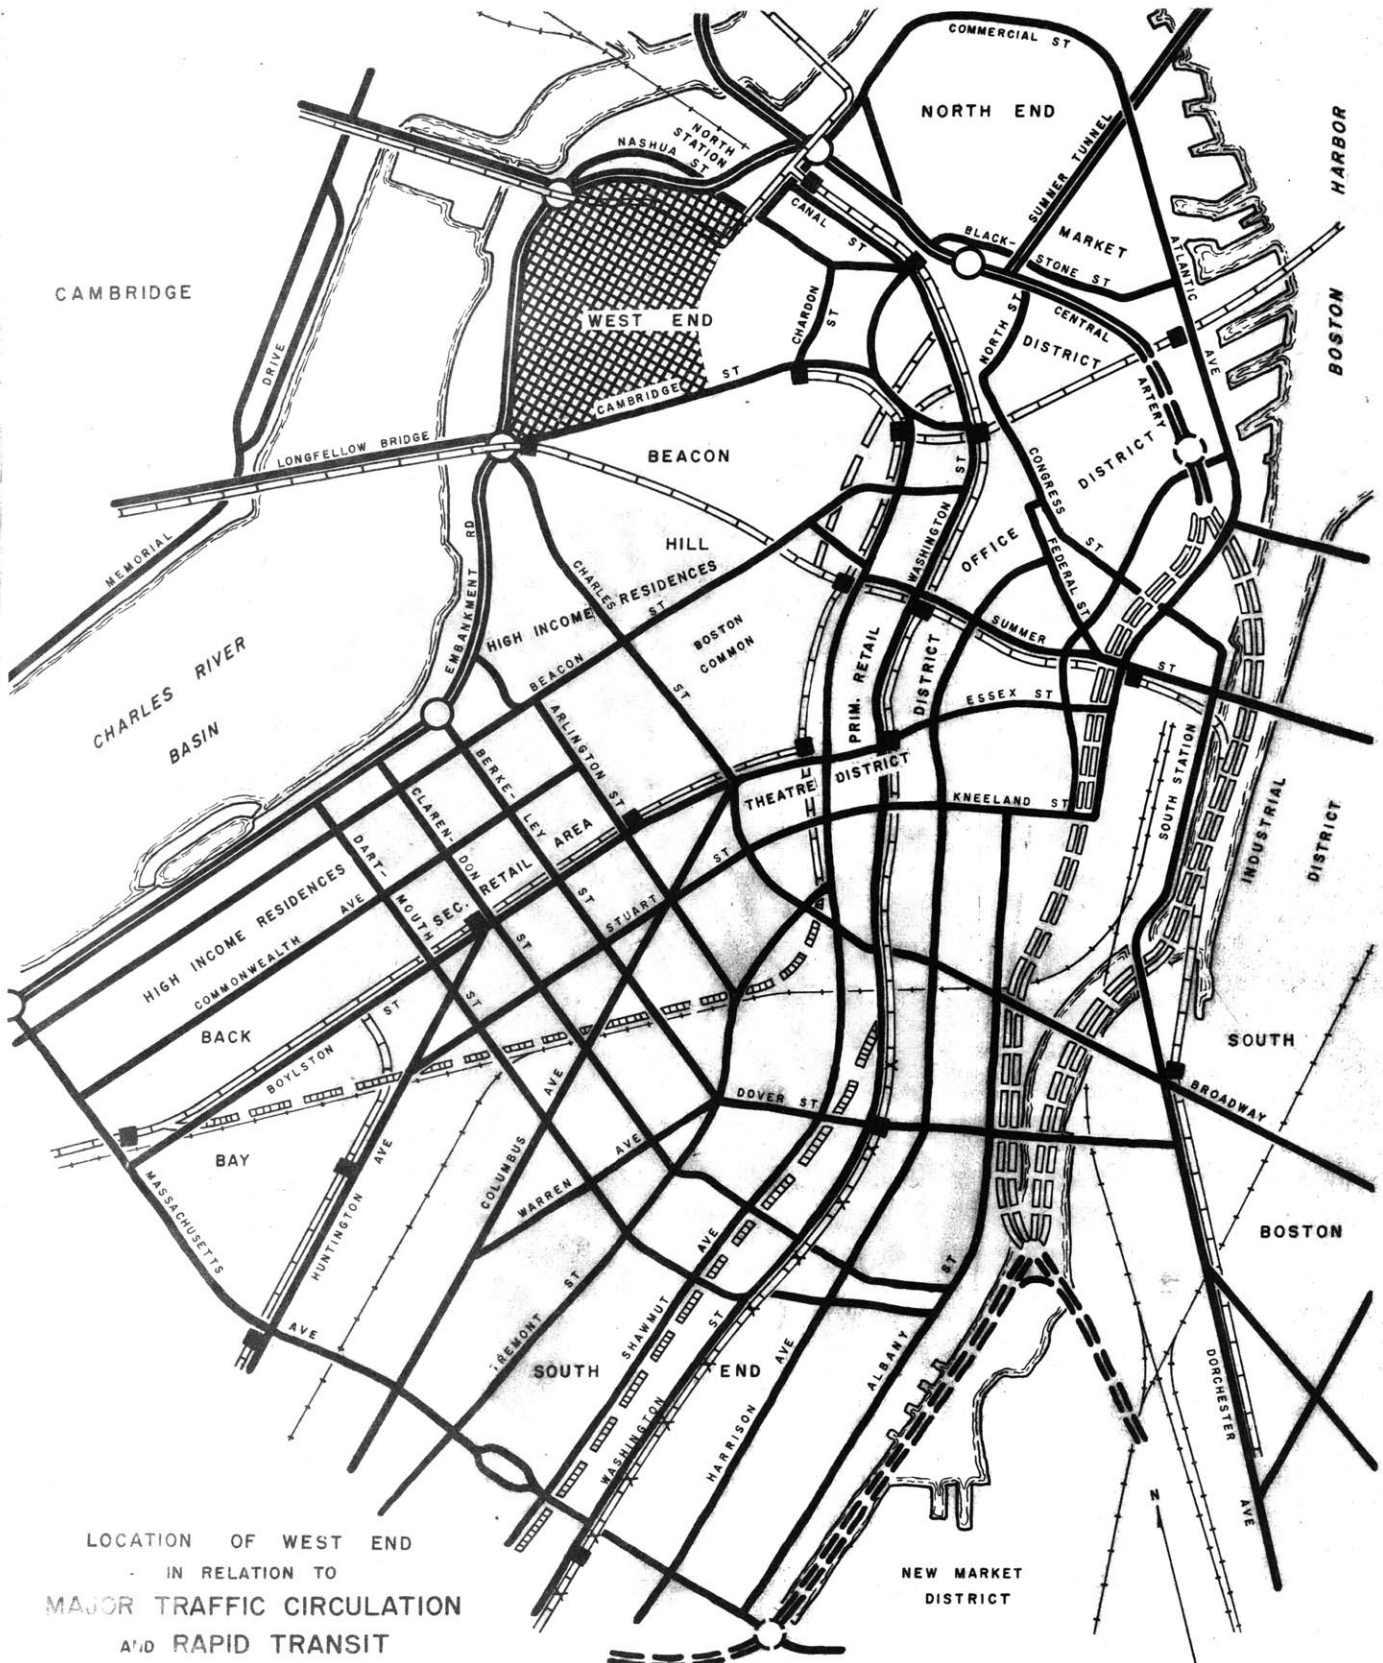 COMMERCIAL ST
NORTH END
BOSTON HARBOR
NORTH
STATION
NASHUA ST
SUMNER TUNNEL
CANAL ST
BLACK-
STONE ST
MARKET
DISTRICT
ATLANTIC AVE
CAMBRIDGE
WEST END
CHARDON
ST
NORTH ST
CENTRAL
ARTERY
DRIVE
CAMBRIDGE ST
LONGFELLOW BRIDGE
BEACON
HILL
CONGRESS
ST
OFFICE DISTRICT
MEMORIAL
EMBANKMENT RD
CHARLES
ST
HIGH INCOME RESIDENCES
BOSTON
COMMON
WASHINGTON ST
FEDERAL ST
SUMMER ST
CHARLES RIVER
BASIN
BEACON ST
PRIM. RETAIL
DISTRICT
ESSEX ST
ARLINGTON ST
BERKE-
LEY
ST
CLAREN-
DON
ST
DART-
MOUTH
ST
THEATRE DISTRICT
KNEELAND ST
SOUTH STATION
INDUSTRIAL
DISTRICT
SEC. RETAIL AREA
STUART ST
HIGH INCOME RESIDENCES
COMMONWEALTH AVE
BACK
BAY
BOYLSTON ST
DOVER ST
SOUTH
BOSTON
BROADWAY
MASSACHUSETTS
AVE
HUNTINGTON AVE
COLUMBUS AVE
WARREN AVE
TREMONT ST
SHAWMUT AVE
SOUTH END
WASHINGTON ST
HARRISON AVE
ALBANY ST
DORCHESTER
AVE
N
NEW MARKET
DISTRICT
LOCATION OF WEST END
IN RELATION TO
MAJOR TRAFFIC CIRCULATION
AND RAPID TRANSIT